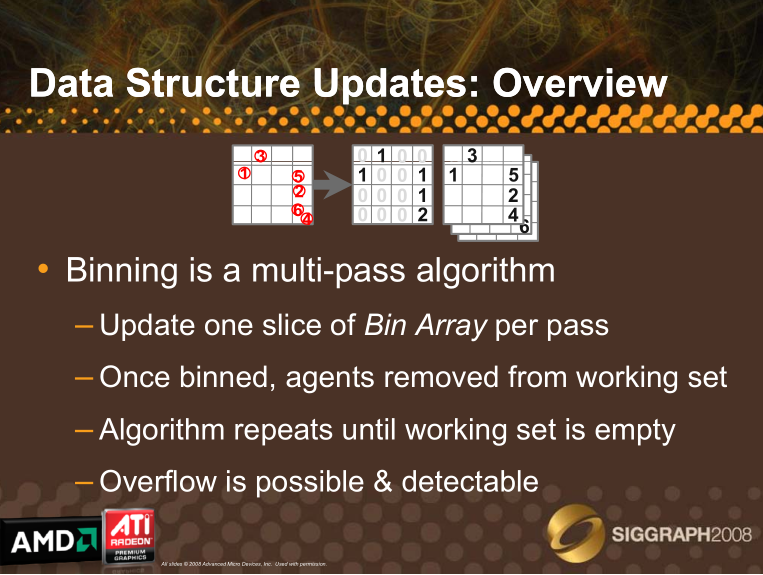 Data Structure Updates: Overview
3
1
5
2
6
4
0 1 0 0
1 0 0 1
0 0 0 1
0 0 0 2
3
1 5
2
4
6
• Binning is a multi-pass algorithm
– Update one slice of Bin Array per pass
– Once binned, agents removed from working set
– Algorithm repeats until working set is empty
– Overflow is possible & detectable
AMD
ATI
RADEON
PREMIUM
GRAPHICS
All slides © 2008 Advanced Micro Devices, Inc. Used with permission.
SIGGRAPH2008